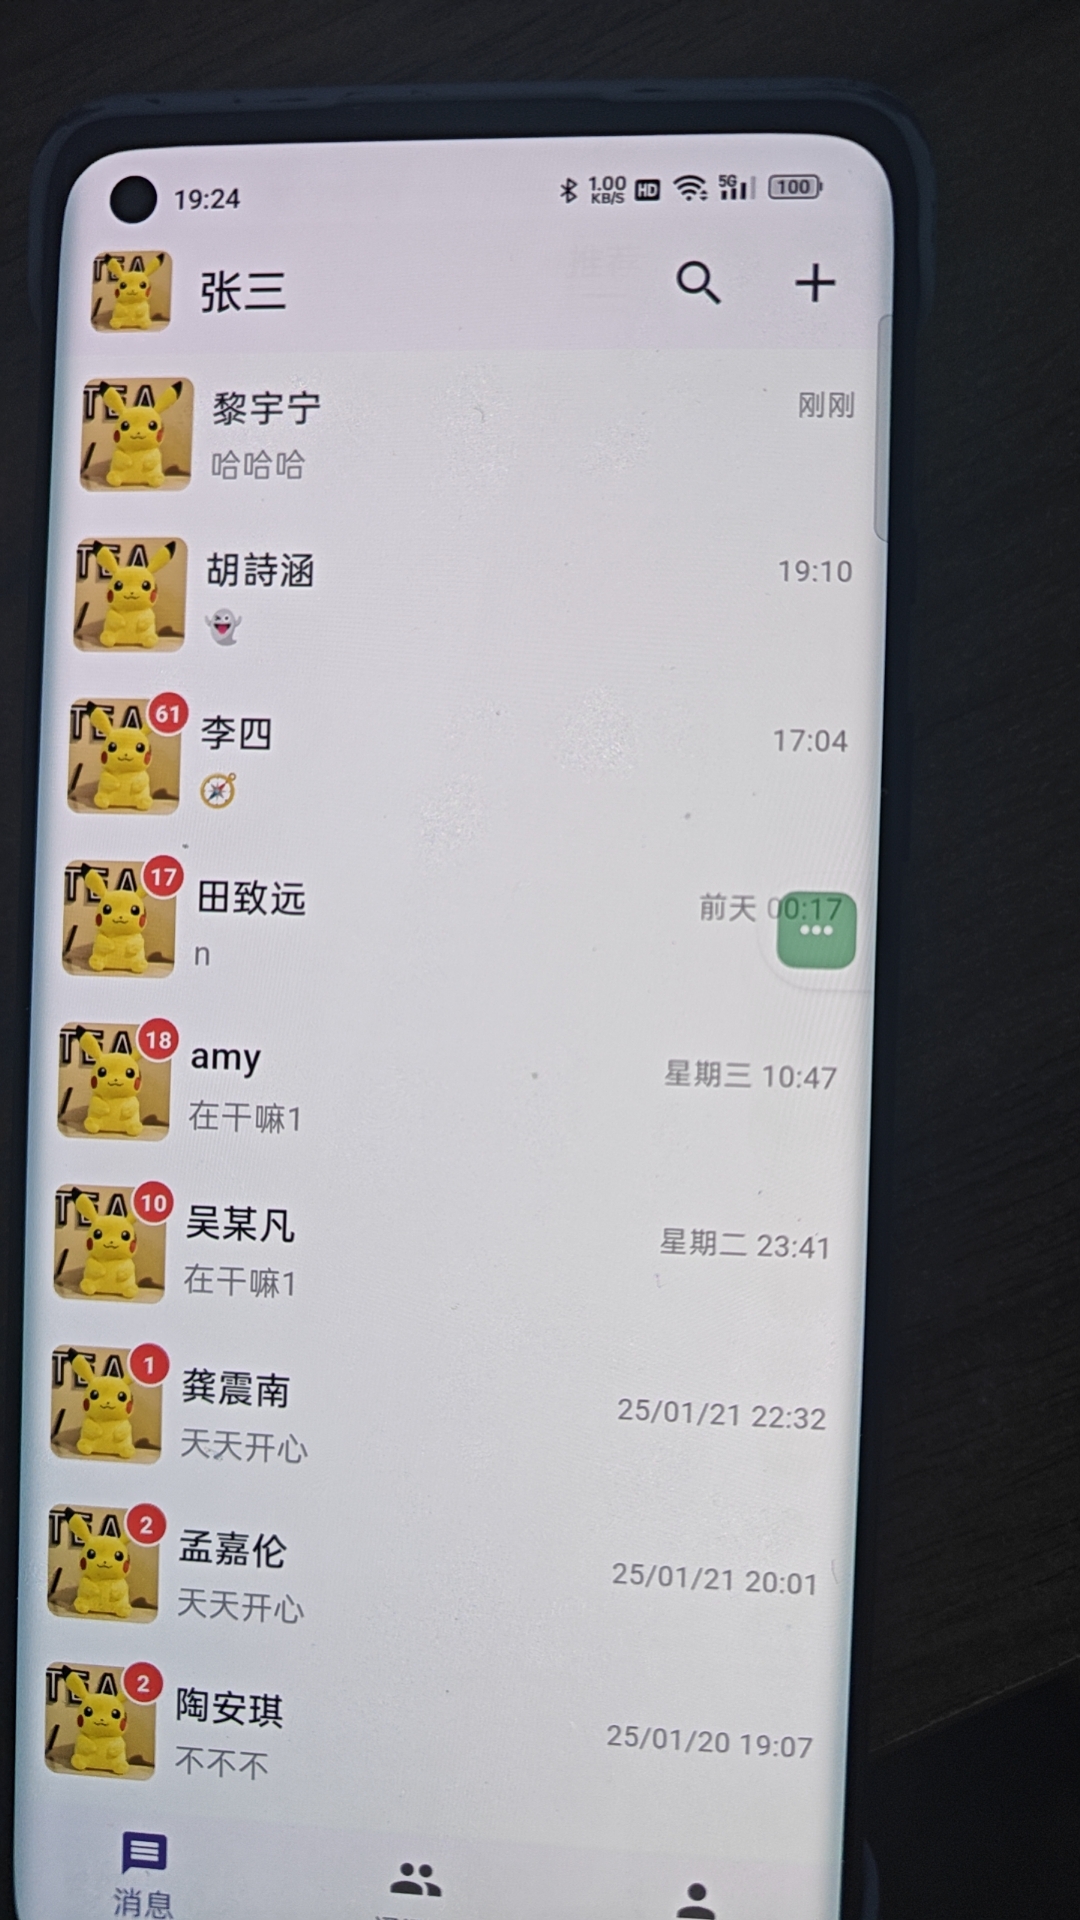 19:24
1.00
KB/S
HD
5G
100
张三
黎宇宁
刚刚
哈哈哈
胡詩涵
19:10
61
李四
17:04
17
田致远
前天 00:17
n
18
amy
星期三 10:47
在干嘛1
10
吴某凡
星期二 23:41
在干嘛1
1
龚震南
25/01/21 22:32
天天开心
2
孟嘉伦
25/01/21 20:01
天天开心
2
陶安琪
25/01/20 19:07
不不不
消息